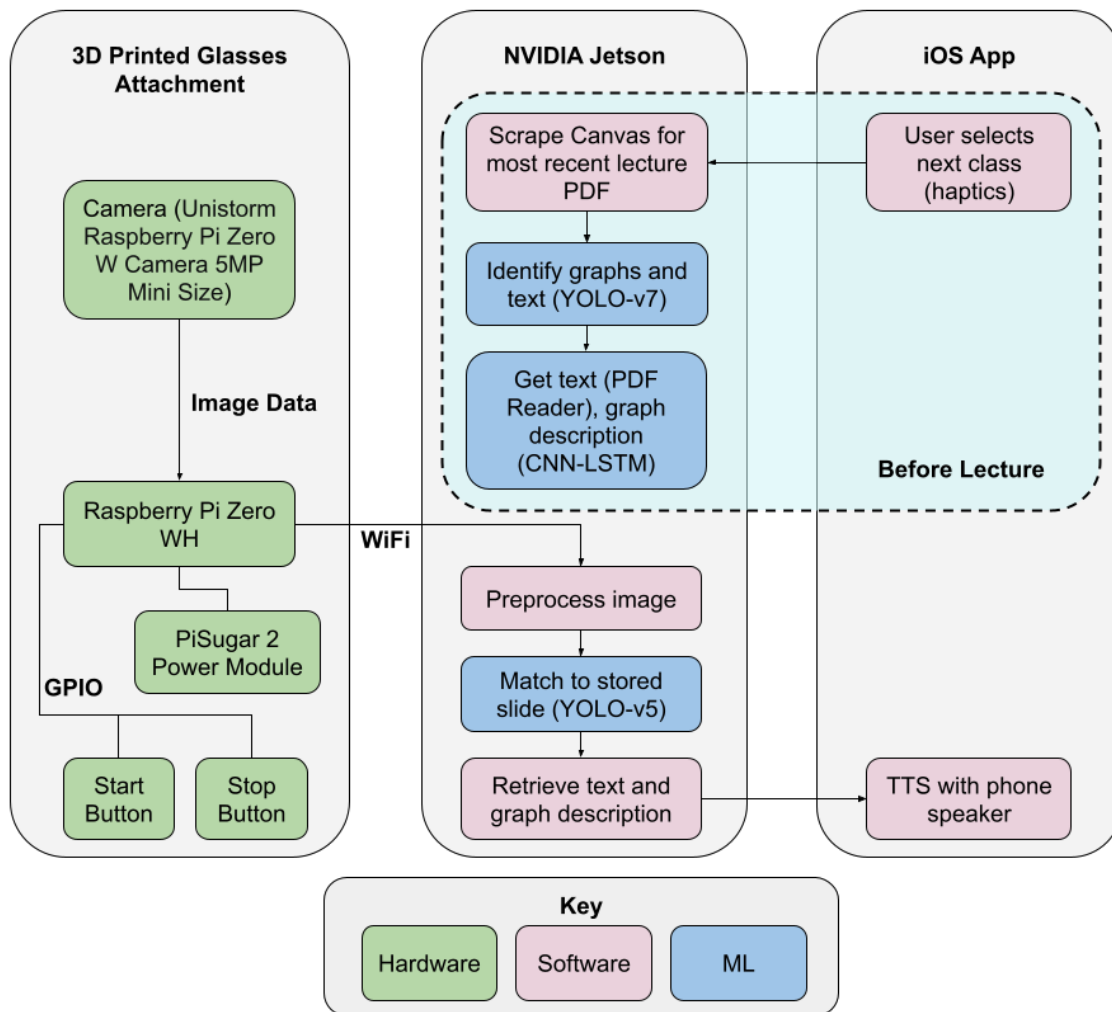 3D Printed Glasses
Attachment
Camera (Unistorm
Raspberry Pi Zero
W Camera 5MP
Mini Size)
Image Data
Raspberry Pi Zero
WH
WiFi
PiSugar 2
Power Module
GPIO
Start
Button
Stop
Button
NVIDIA Jetson
Scrape Canvas for
most recent lecture
PDF
Identify graphs and
text (YOLO-v7)
Get text (PDF
Reader), graph
description
(CNN-LSTM)
Before Lecture
Preprocess image
Match to stored
slide (YOLO-v5)
Retrieve text and
graph description
iOS App
User selects
next class
(haptics)
TTS with phone
speaker
Key
Hardware
Software
ML